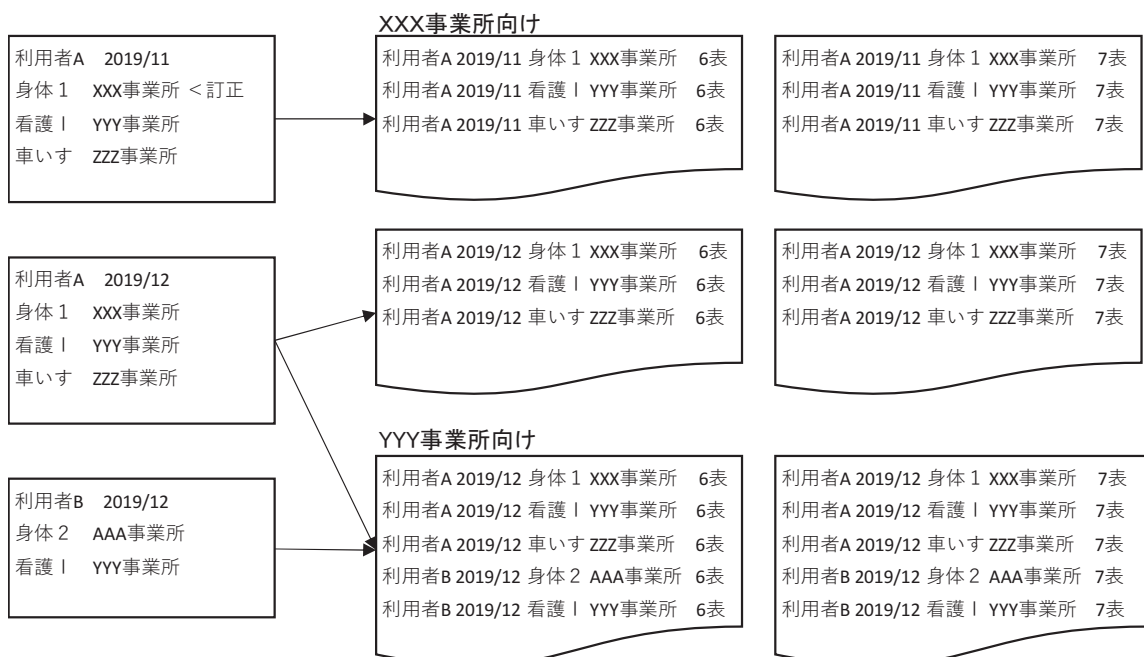 XXX事業所向け
利用者A 2019/11
身体１ XXX事業所 ＜訂正
看護Ⅰ YYY事業所
車いす ZZZ事業所
利用者A 2019/11 身体１ XXX事業所 6表
利用者A 2019/11 看護Ⅰ YYY事業所 6表
利用者A 2019/11 車いす ZZZ事業所 6表
利用者A 2019/11 身体１ XXX事業所 7表
利用者A 2019/11 看護Ⅰ YYY事業所 7表
利用者A 2019/11 車いす ZZZ事業所 7表
利用者A 2019/12
身体１ XXX事業所
看護Ⅰ YYY事業所
車いす ZZZ事業所
利用者A 2019/12 身体１ XXX事業所 6表
利用者A 2019/12 看護Ⅰ YYY事業所 6表
利用者A 2019/12 車いす ZZZ事業所 6表
利用者A 2019/12 身体１ XXX事業所 7表
利用者A 2019/12 看護Ⅰ YYY事業所 7表
利用者A 2019/12 車いす ZZZ事業所 7表
YYY事業所向け
利用者B 2019/12
身体２ AAA事業所
看護Ⅰ YYY事業所
利用者A 2019/12 身体１ XXX事業所 6表
利用者A 2019/12 看護Ⅰ YYY事業所 6表
利用者A 2019/12 車いす ZZZ事業所 6表
利用者B 2019/12 身体２ AAA事業所 6表
利用者B 2019/12 看護Ⅰ YYY事業所 6表
利用者A 2019/12 身体１ XXX事業所 7表
利用者A 2019/12 看護Ⅰ YYY事業所 7表
利用者A 2019/12 車いす ZZZ事業所 7表
利用者B 2019/12 身体２ AAA事業所 7表
利用者B 2019/12 看護Ⅰ YYY事業所 7表